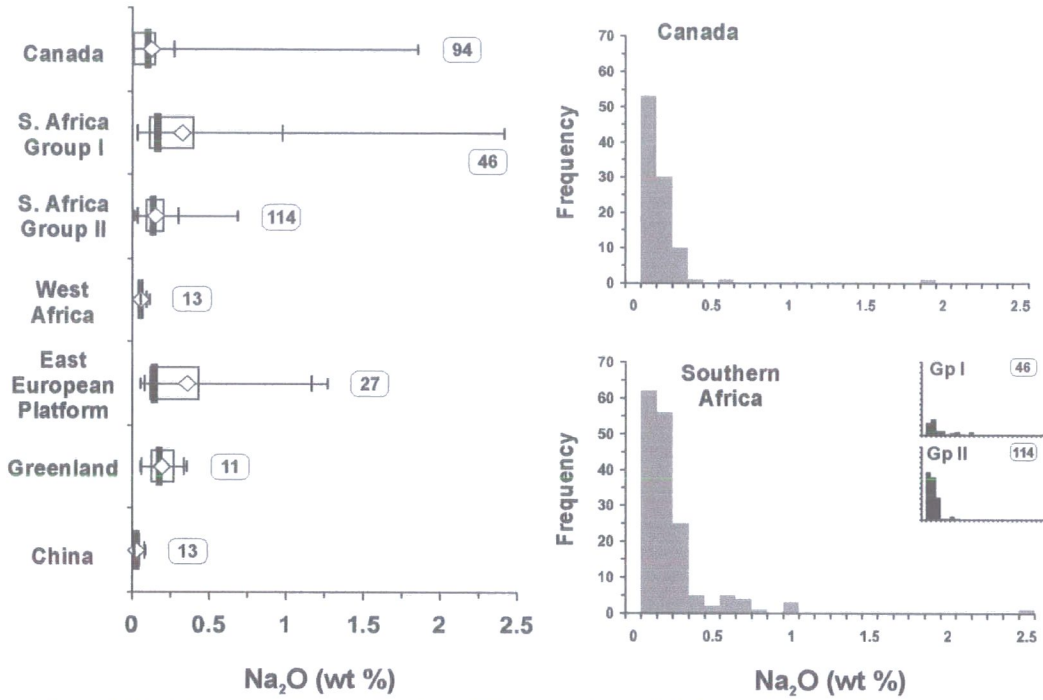 Canada
94
S. Africa
Group I
46
S. Africa
Group II
114
West
Africa
13
East
European
Platform
27
Greenland
11
China
13
0 0.5 1 1.5 2 2.5
Na₂O (wt %)
Canada
Frequency
70
60
50
40
30
20
10
0
0 0.5 1 1.5 2 2.5
Southern
Africa
Frequency
70
60
50
40
30
20
10
0
Gp I 46
Gp II 114
0 0.5 1 1.5 2 2.5
Na₂O (wt %)